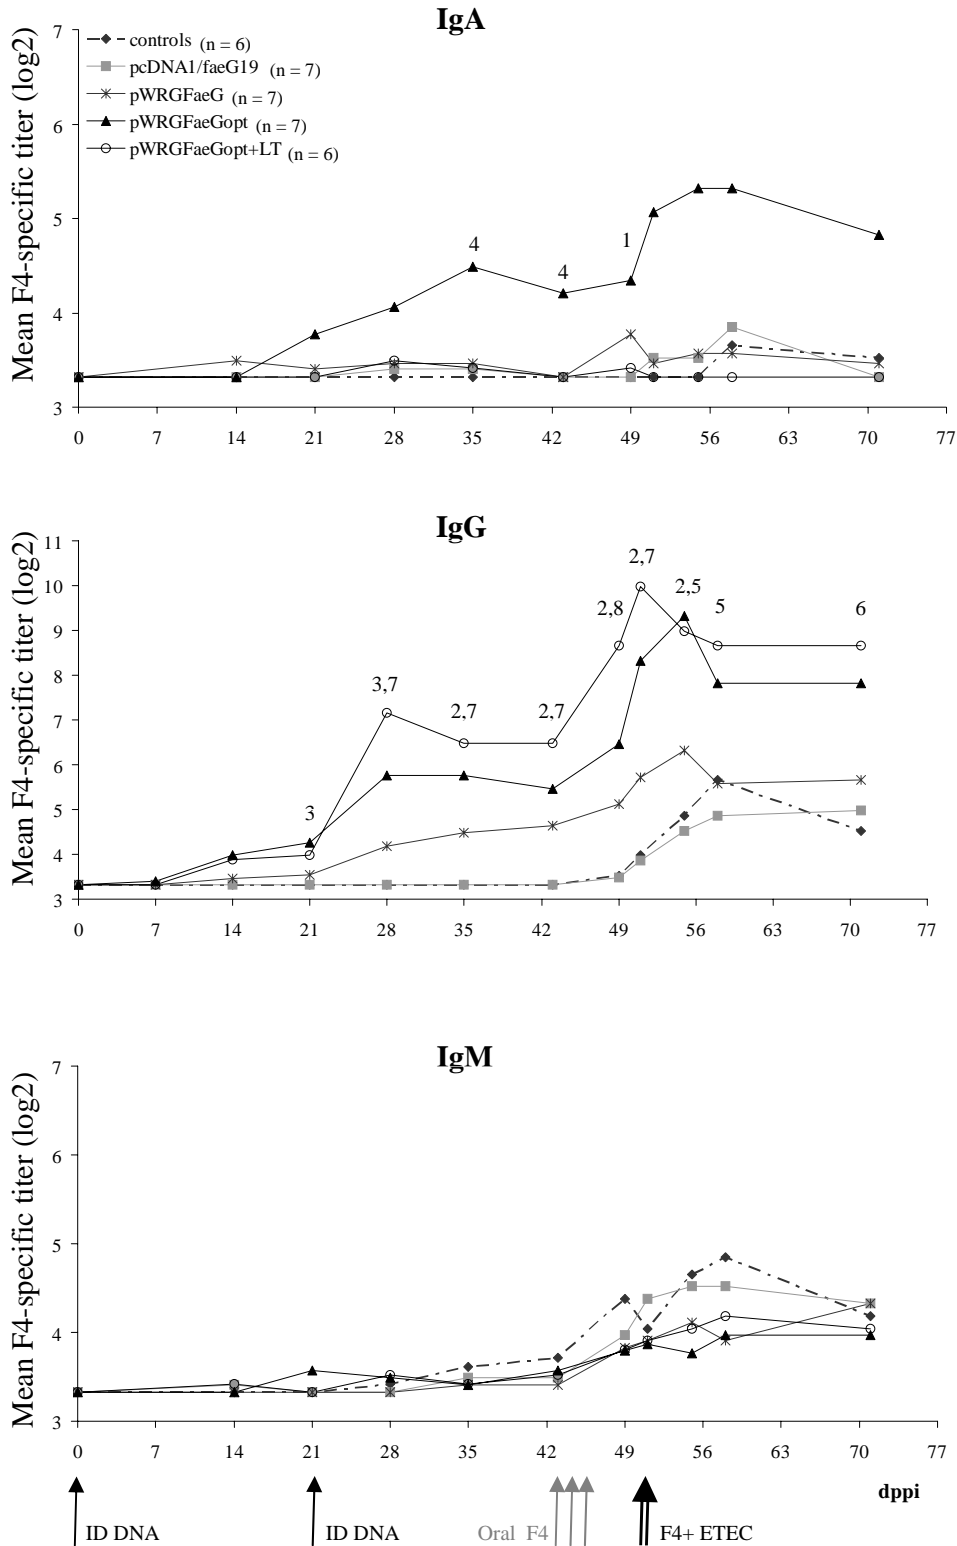 IgA
Mean F4-specific titer (log2)
7
6
5
4
3
controls (n = 6)
pcDNA1/faeG19 (n = 7)
pWRGFaeG (n = 7)
pWRGFaeGopt (n = 7)
pWRGFaeGopt+LT (n = 6)
4
4
1
0 7 14 21 28 35 42 49 56 63 70 77
IgG
Mean F4-specific titer (log2)
11
10
9
8
7
6
5
4
3
3
3,7
2,7
2,7
2,8
2,7
2,5
5
6
0 7 14 21 28 35 42 49 56 63 70 77
IgM
Mean F4-specific titer (log2)
7
6
5
4
3
0 7 14 21 28 35 42 49 56 63 70 77
dppi
ID DNA
ID DNA
Oral F4
F4+ ETEC